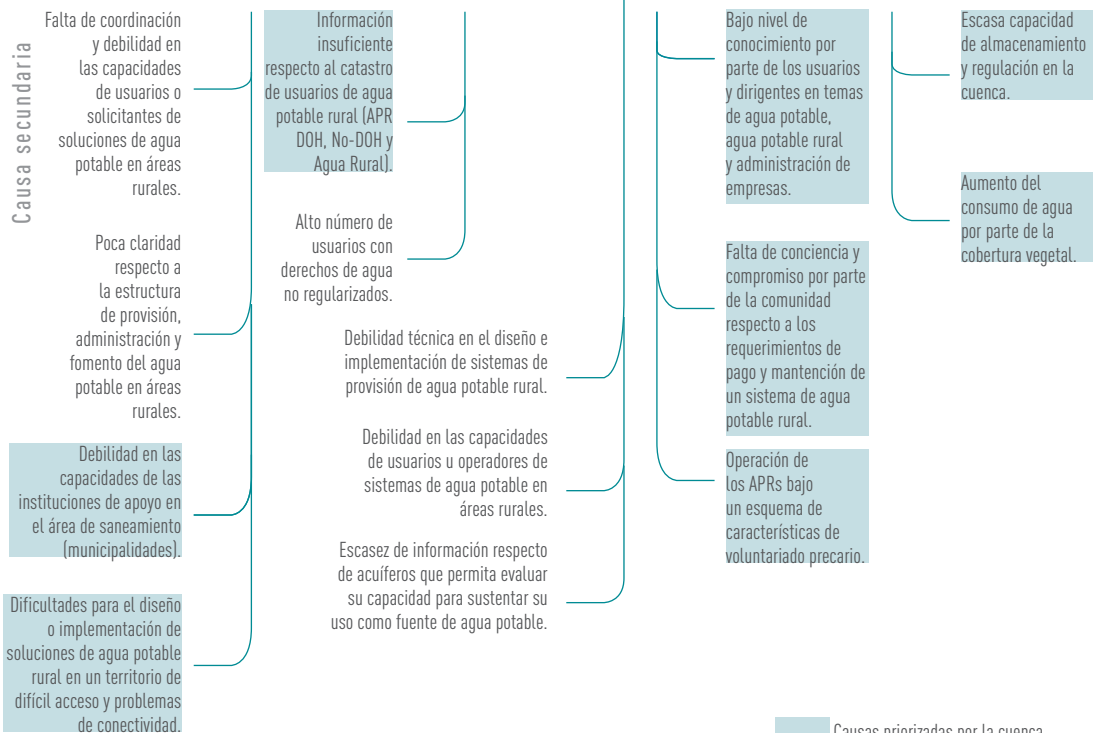 Causa secundaria
Falta de coordinación
y debilidad en
las capacidades
de usuarios o
solicitantes de
soluciones de agua
potable en áreas
rurales.
Poca claridad
respecto a
la estructura
de provisión,
administración y
fomento del agua
potable en áreas
rurales.
Debilidad en las
capacidades de las
instituciones de apoyo en
el área de saneamiento
(municipalidades).
Dificultades para el diseño
o implementación de
soluciones de agua potable
rural en un territorio de
difícil acceso y problemas
de conectividad.
Información
insuficiente
respecto al catastro
de usuarios de agua
potable rural (APR
DOH, No-DOH y
Agua Rural).
Alto número de
usuarios con
derechos de agua
no regularizados.
Debilidad técnica en el diseño e
implementación de sistemas de
provisión de agua potable rural.
Debilidad en las capacidades
de usuarios u operadores de
sistemas de agua potable en
áreas rurales.
Escasez de información respecto
de acuíferos que permita evaluar
su capacidad para sustentar su
uso como fuente de agua potable.
Bajo nivel de
conocimiento por
parte de los usuarios
y dirigentes en temas
de agua potable,
agua potable rural
y administración de
empresas.
Falta de conciencia y
compromiso por parte
de la comunidad
respecto a los
requerimientos de
pago y mantención de
un sistema de agua
potable rural.
Operación de
los APRs bajo
un esquema de
características de
voluntariado precario.
Escasa capacidad
de almacenamiento
y regulación en la
cuenca.
Aumento del
consumo de agua
por parte de la
cobertura vegetal.
Causas priorizadas por la cuenca